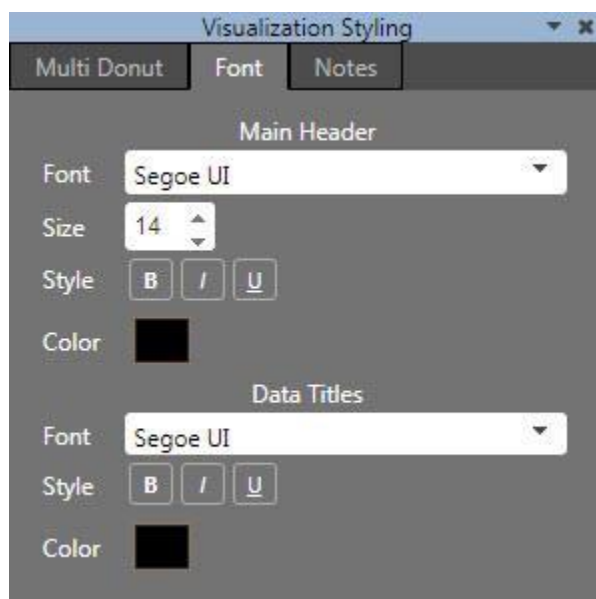 Visualization Styling
Multi Donut Font Notes
Main Header
Font Segoe UI
Size 14
Style B I U
Color
Data Titles
Font Segoe UI
Style B I U
Color